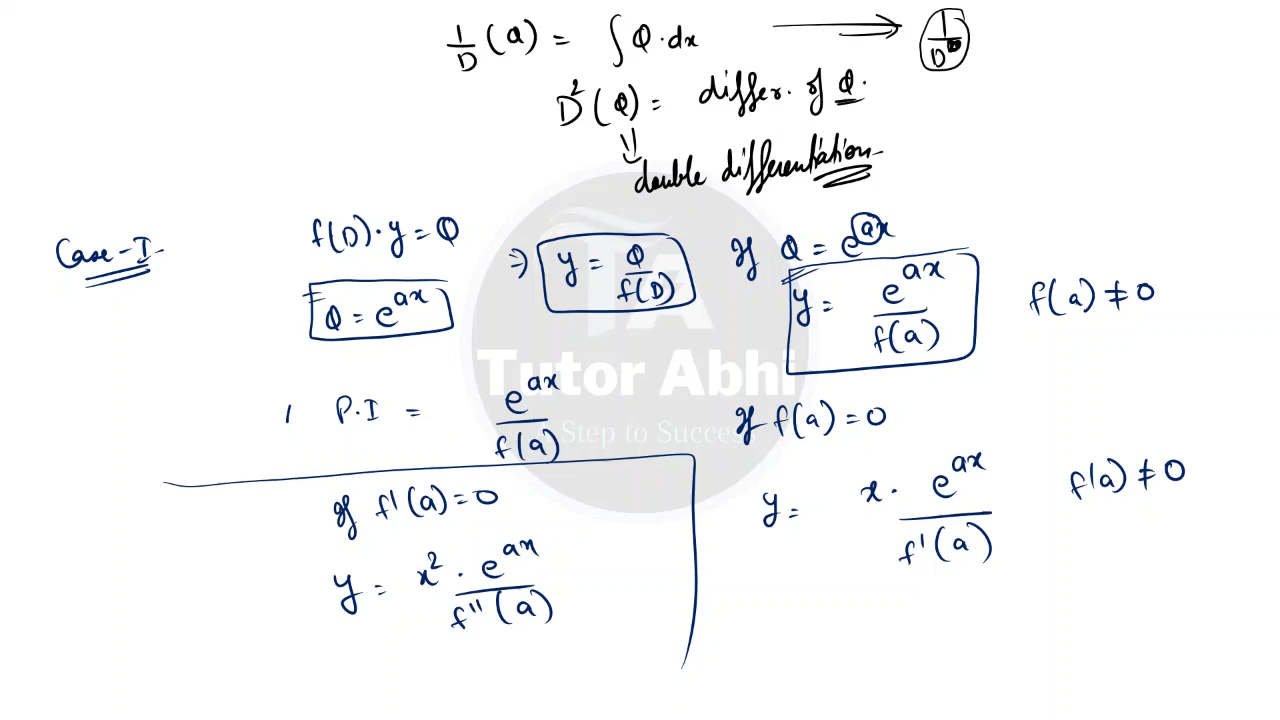 1/D (Q) = ∫ Q · dx ⟶ 1/D
D² (Q) = differ. of Q.
⇓
double differentiation
Case-I.
f(D) · y = Q ⇒ y = Q/f(D) If Q = e^{ax}
Q = e^{ax} y = e^{ax}/f(a) f(a) ≠ 0
Tutor Abhi
P.I = e^{ax}/f(a) If f(a) = 0
Step to Success
If f'(a) = 0 y = x · e^{ax}/f'(a) f'(a) ≠ 0
y = x² · e^{ax}/f''(a)